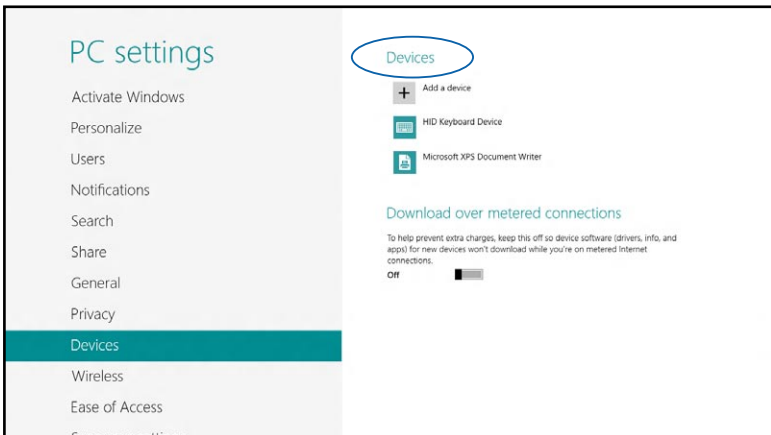 PC settings
Activate Windows
Personalize
Users
Notifications
Search
Share
General
Privacy
Devices
Wireless
Ease of Access
Devices
Add a device
HID Keyboard Device
Microsoft XPS Document Writer
Download over metered connections
To help prevent extra charges, keep this off so device software (drivers, info, and
apps) for new devices won't download while you're on metered Internet
connections.
Off